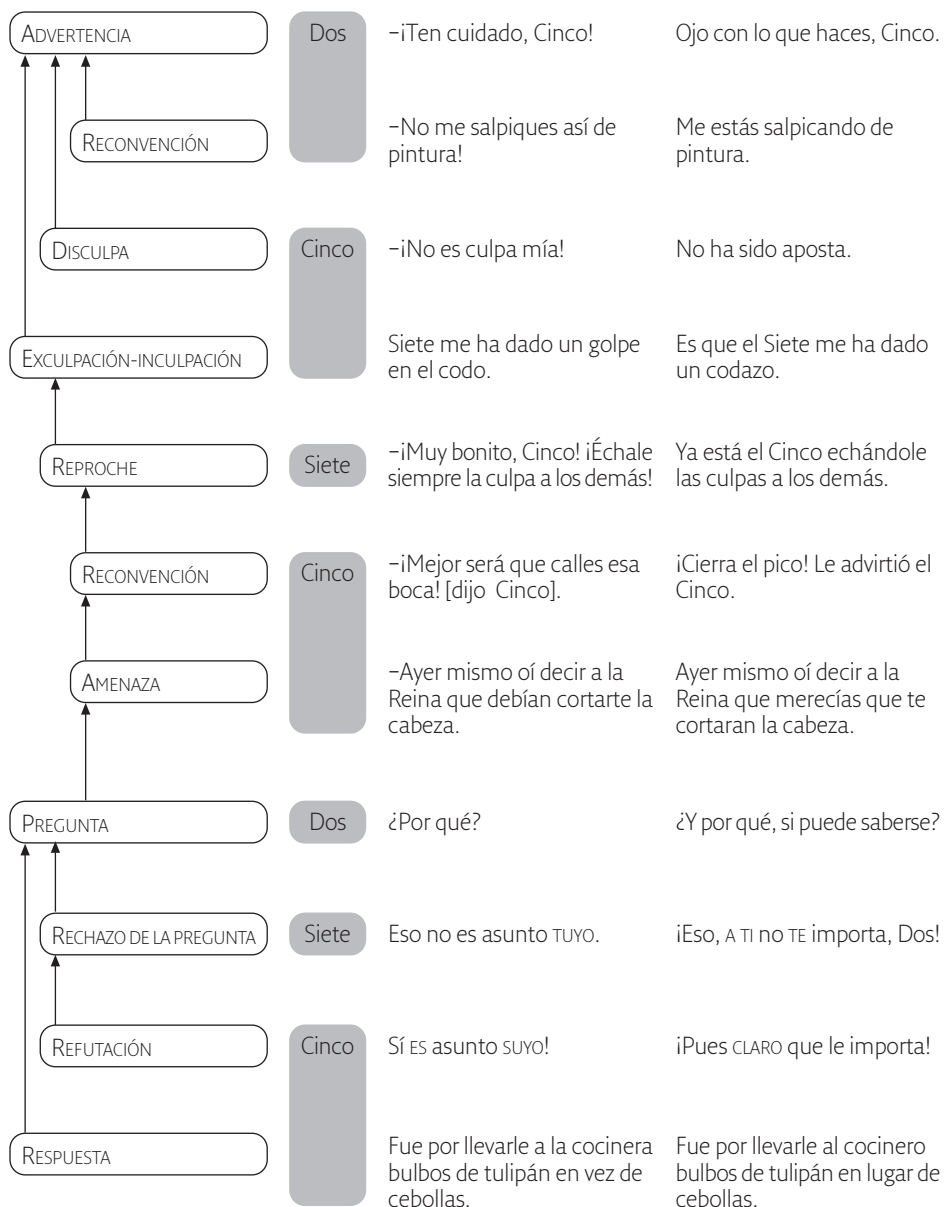 ADVERTENCIA
Dos
–¡Ten cuidado, Cinco!
Ojo con lo que haces, Cinco.
RECONVENCIÓN
–No me salpiques así de
pintura!
Me estás salpicando de
pintura.
DISCULPA
Cinco
–¡No es culpa mía!
No ha sido aposta.
EXCULPACIÓN-INCULPACIÓN
Siete me ha dado un golpe
en el codo.
Es que el Siete me ha dado
un codazo.
REPROCHE
Siete
–¡Muy bonito, Cinco! ¡Échale
siempre la culpa a los demás!
Ya está el Cinco echándole
las culpas a los demás.
RECONVENCIÓN
Cinco
–¡Mejor será que calles esa
boca! [dijo Cinco].
¡Cierra el pico! Le advirtió el
Cinco.
AMENAZA
–Ayer mismo oí decir a la
Reina que debían cortarte la
cabeza.
Ayer mismo oí decir a la
Reina que merecías que te
cortaran la cabeza.
PREGUNTA
Dos
¿Por qué?
¿Y por qué, si puede saberse?
RECHAZO DE LA PREGUNTA
Siete
Eso no es asunto TUYO.
¡Eso, A TI no TE importa, Dos!
REFUTACIÓN
Cinco
Sí ES asunto SUYO!
¡Pues CLARO que le importa!
RESPUESTA
Fue por llevarle a la cocinera
bulbos de tulipán en vez de
cebollas.
Fue por llevarle al cocinero
bulbos de tulipán en lugar de
cebollas.